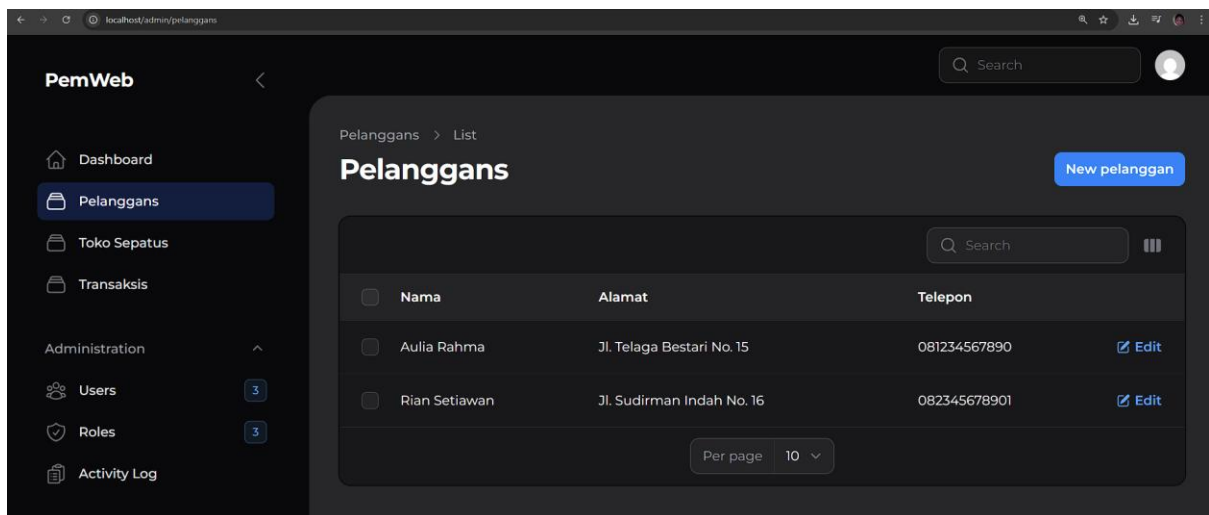 localhost/admin/pelanggans
PemWeb
Search
Dashboard
Pelanggans
Toko Sepatus
Transaksis
Administration
Users 3
Roles 3
Activity Log
Pelanggans > List
Pelanggans
New pelanggan
Search
Nama Alamat Telepon
Aulia Rahma Jl. Telaga Bestari No. 15 081234567890 Edit
Rian Setiawan Jl. Sudirman Indah No. 16 082345678901 Edit
Per page 10